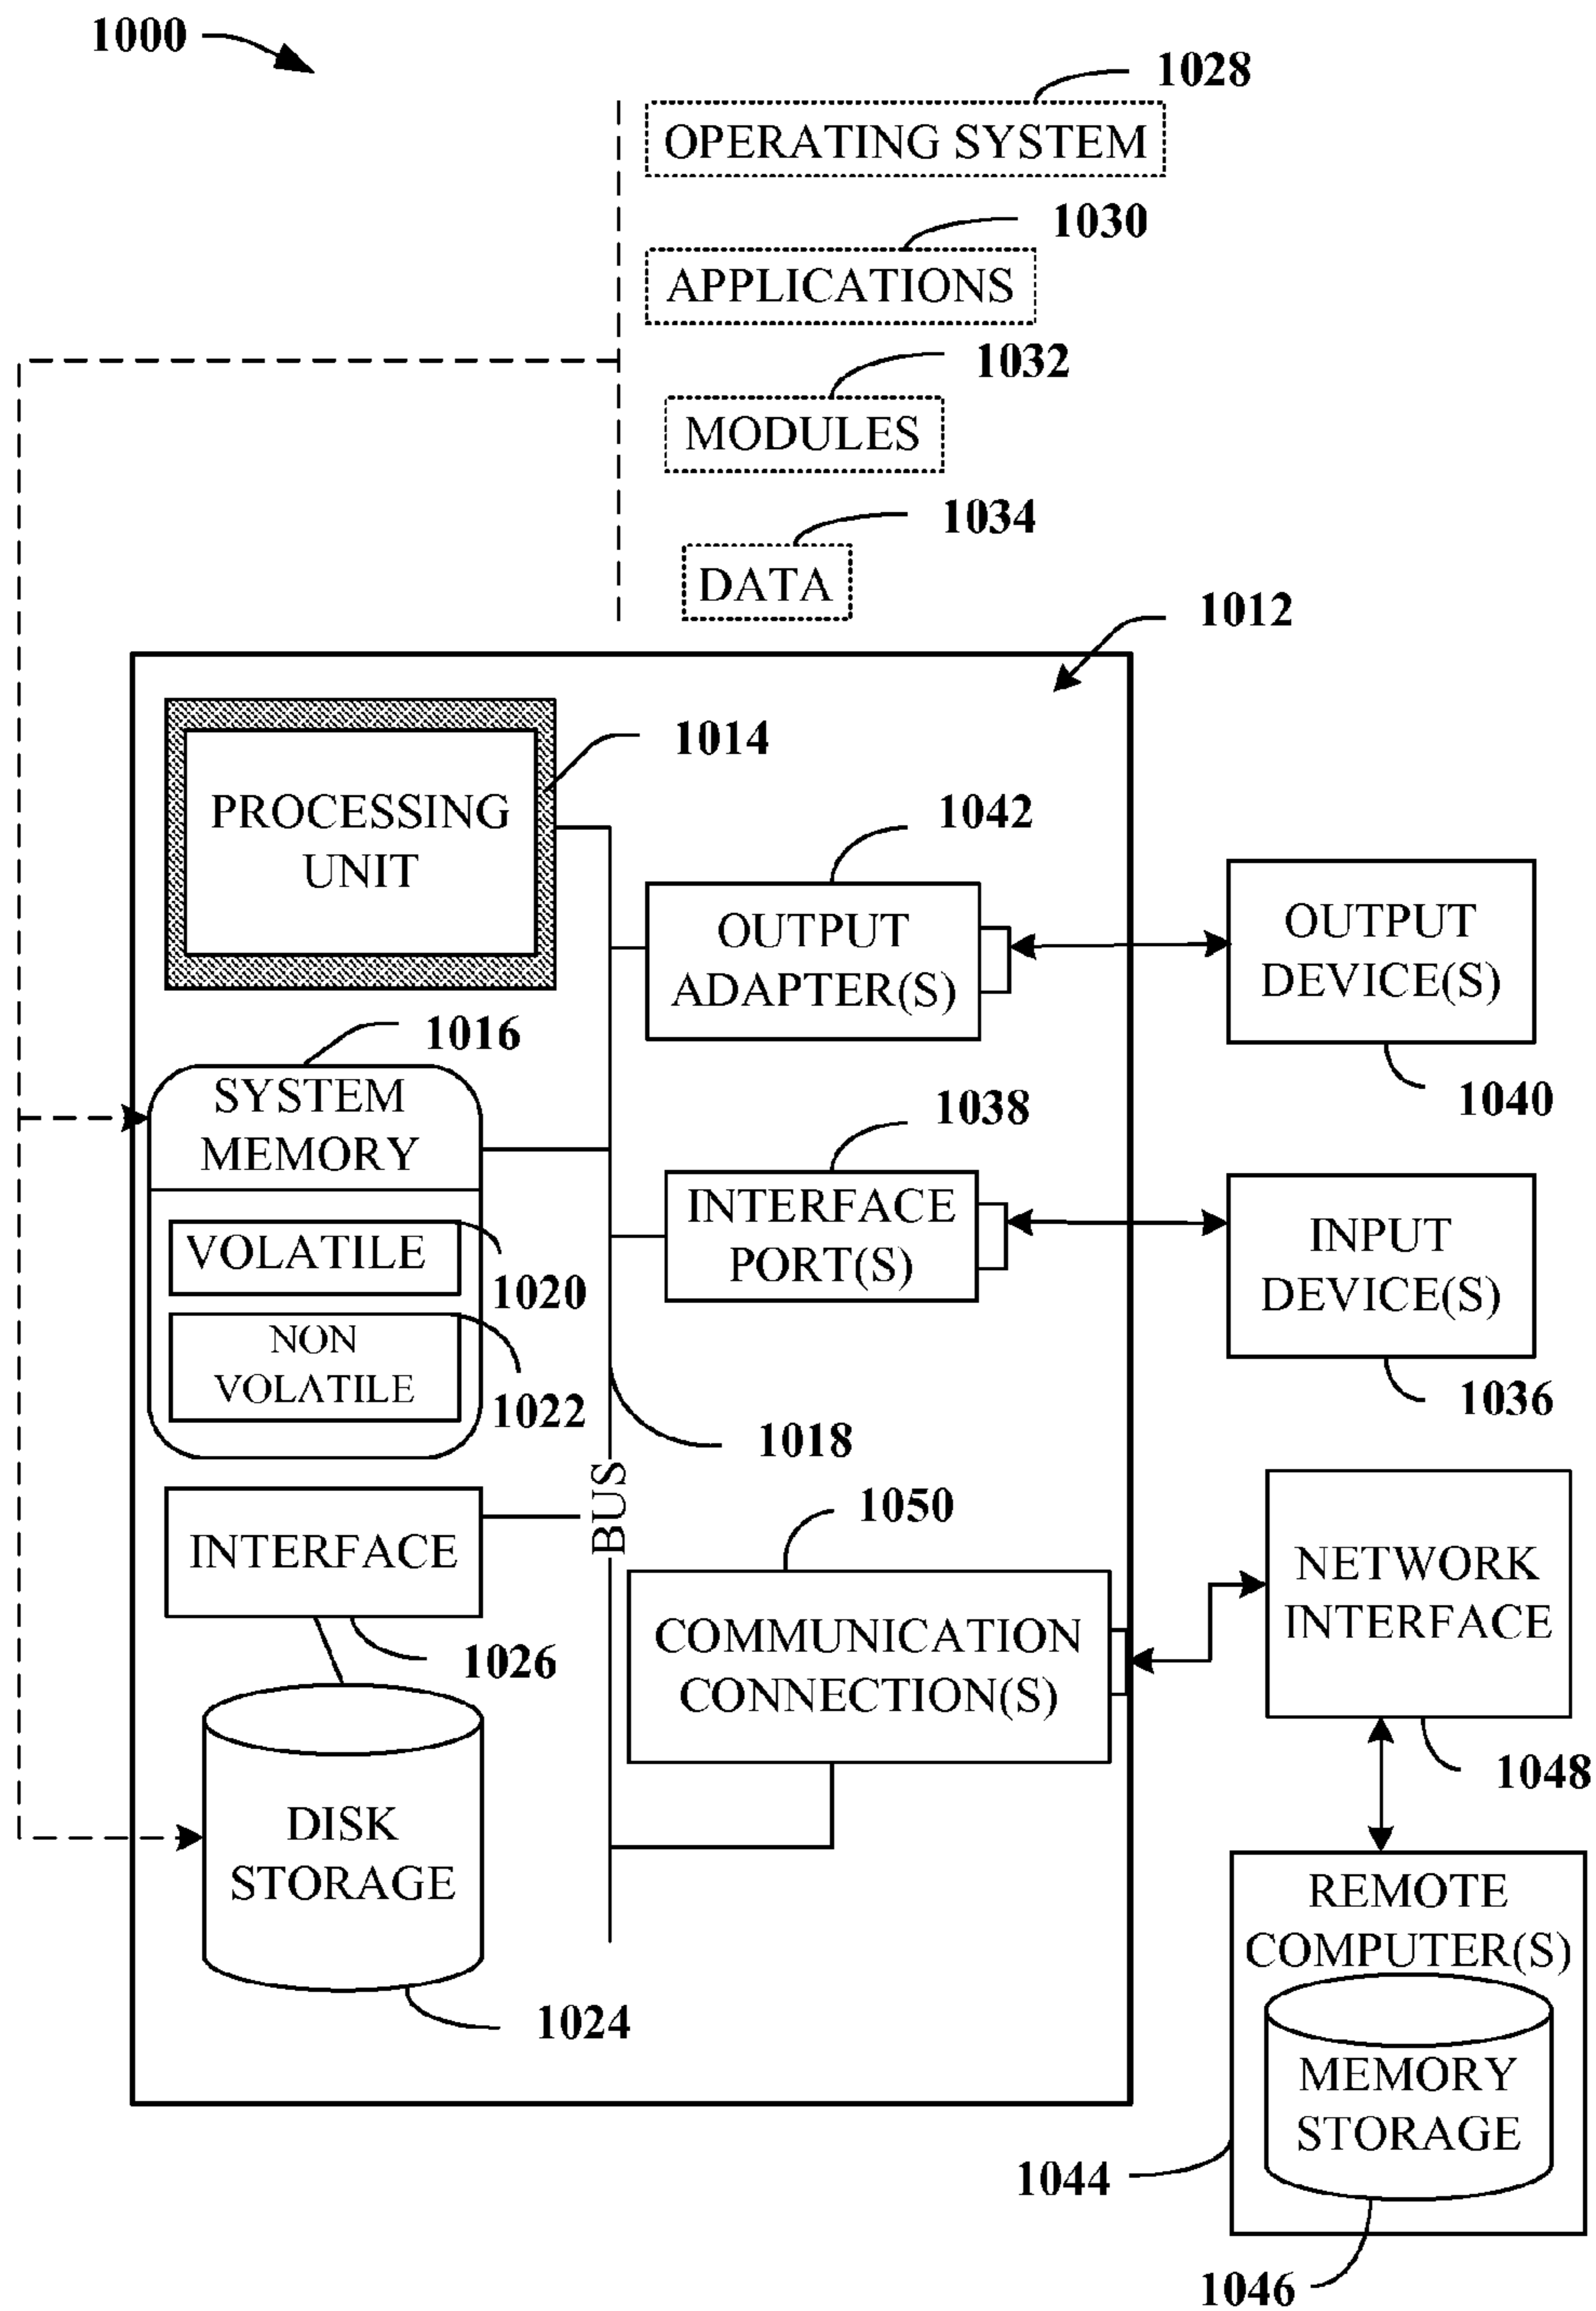 1000
1028
OPERATING SYSTEM
1030
APPLICATIONS
1032
MODULES
1034
DATA
1012
1014
PROCESSING
UNIT
1042
OUTPUT
ADAPTER(S)
OUTPUT
DEVICE(S)
1040
1016
SYSTEM
MEMORY
VOLATILE
1020
NON
VOLATILE
1022
1038
INTERFACE
PORT(S)
INPUT
DEVICE(S)
1036
1018
BUS
INTERFACE
1026
1050
COMMUNICATION
CONNECTION(S)
NETWORK
INTERFACE
1048
DISK
STORAGE
1024
REMOTE
COMPUTER(S)
MEMORY
STORAGE
1044
1046